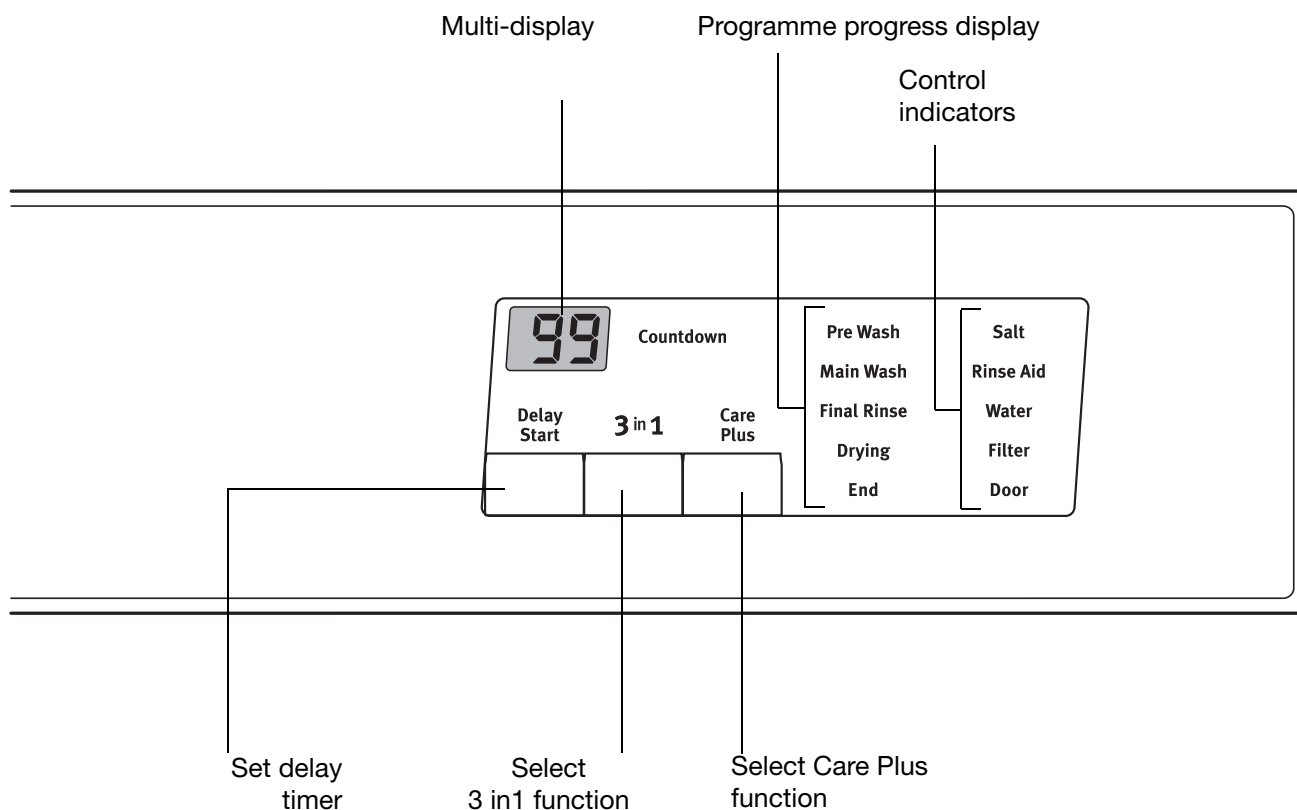 Multi-display
Programme progress display
Control
indicators
99
Countdown
Delay
Start
3 in 1
Care
Plus
Pre Wash
Main Wash
Final Rinse
Drying
End
Salt
Rinse Aid
Water
Filter
Door
Set delay
timer
Select
3 in1 function
Select Care Plus
function